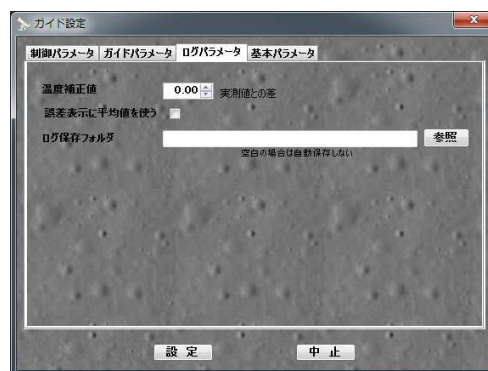 ガイド設定
制御パラメータ ガイドパラメータ ログパラメータ 基本パラメータ
温度補正値 0.00 実測値との差
誤差表示に平均値を使う
ログ保存フォルダ 参照
空白の場合は自動保存しない
設 定 中 止